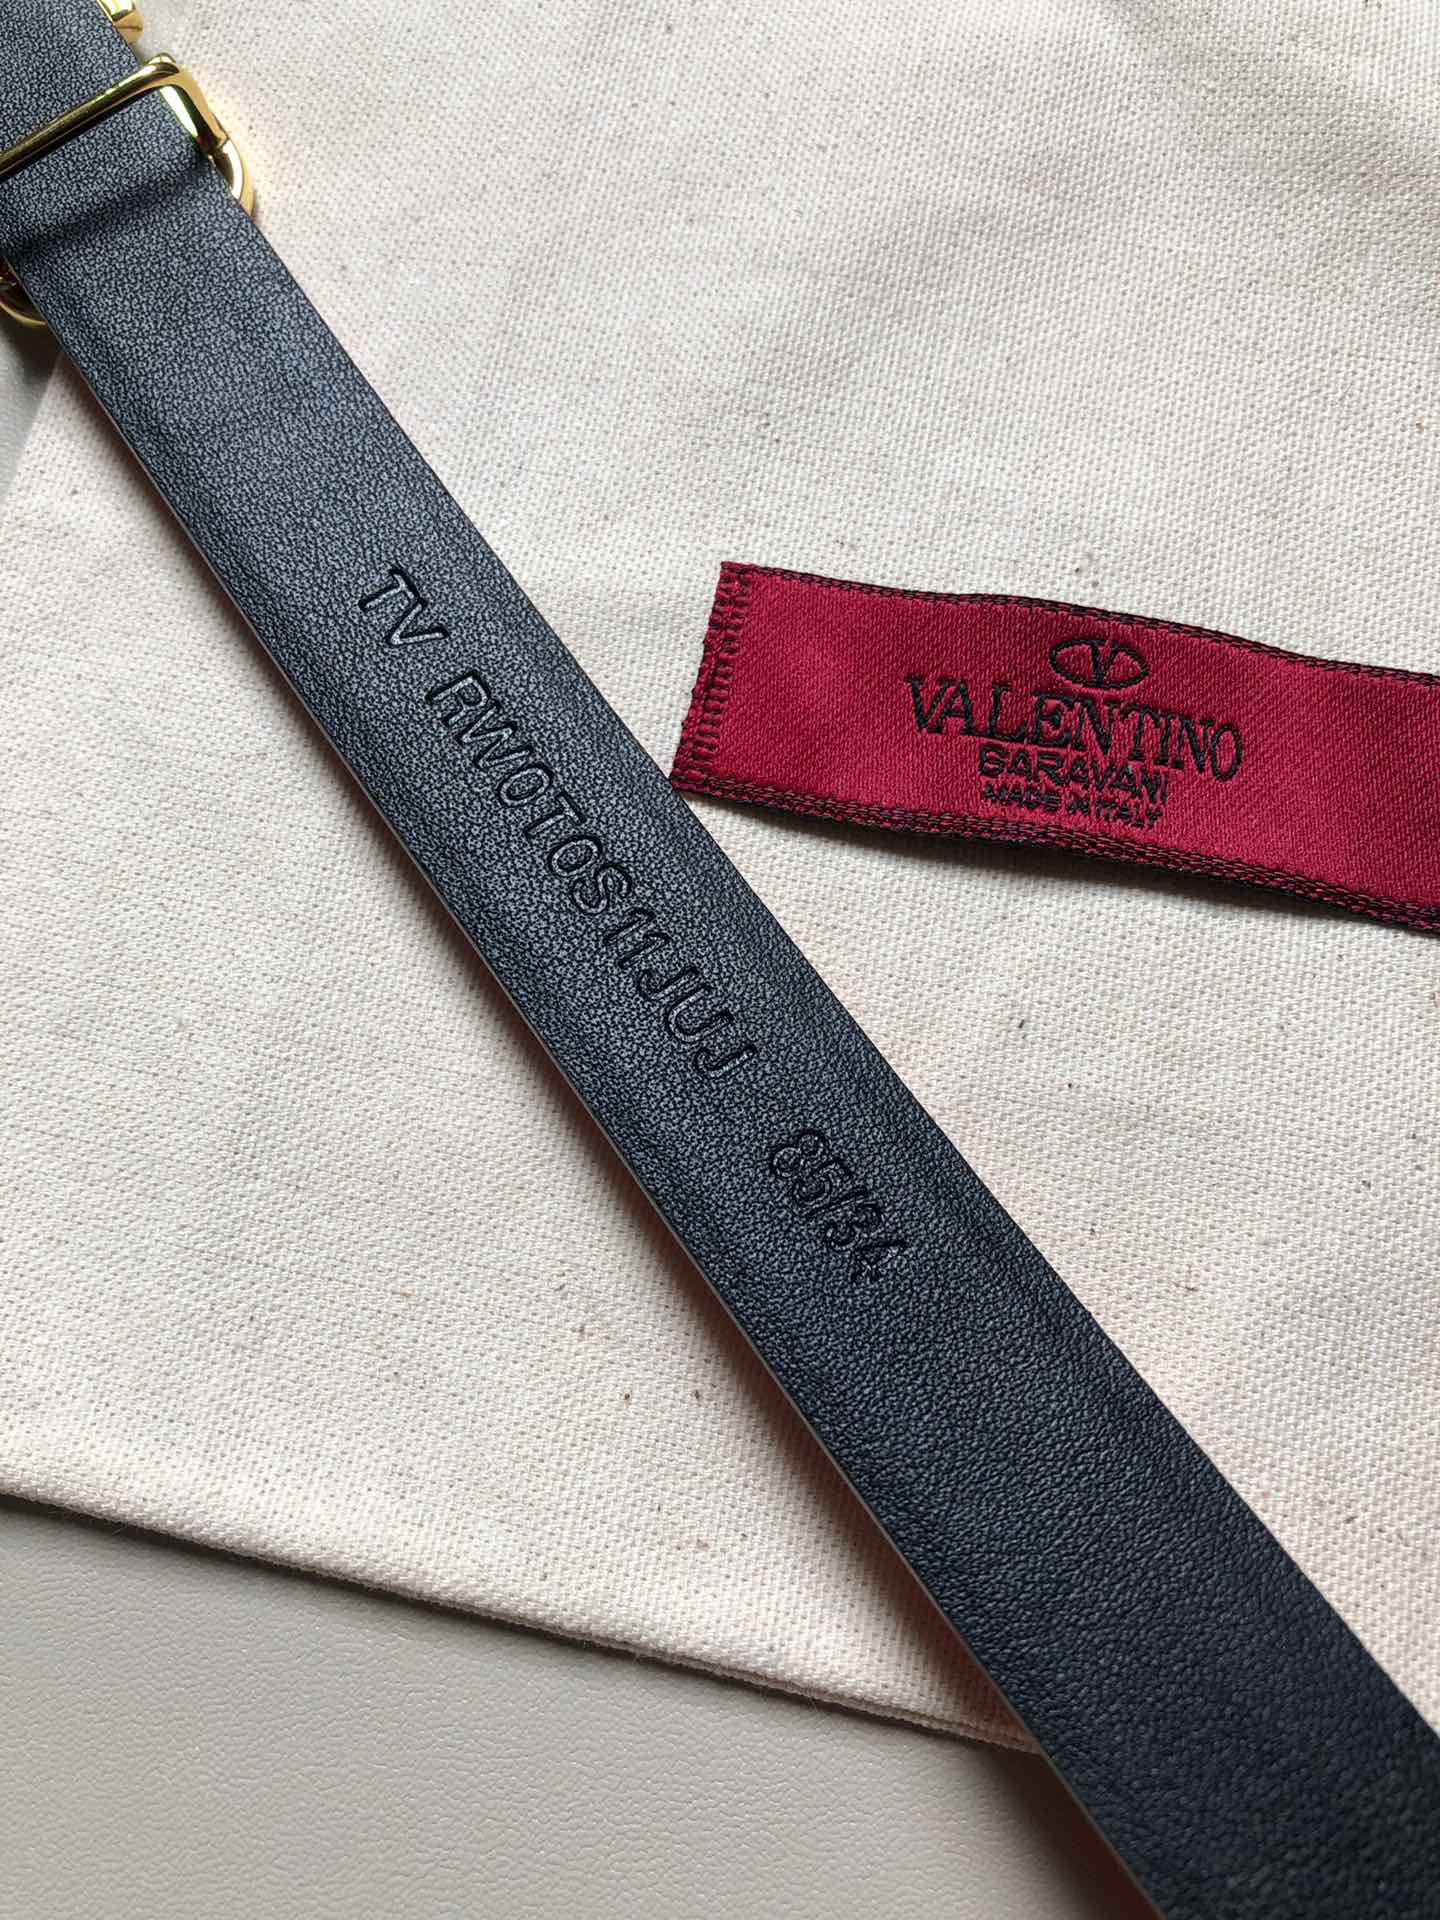 TV RW0T0S11JUJ 85/34
V
VALENTINO
GARAVANI
MADE IN ITALY